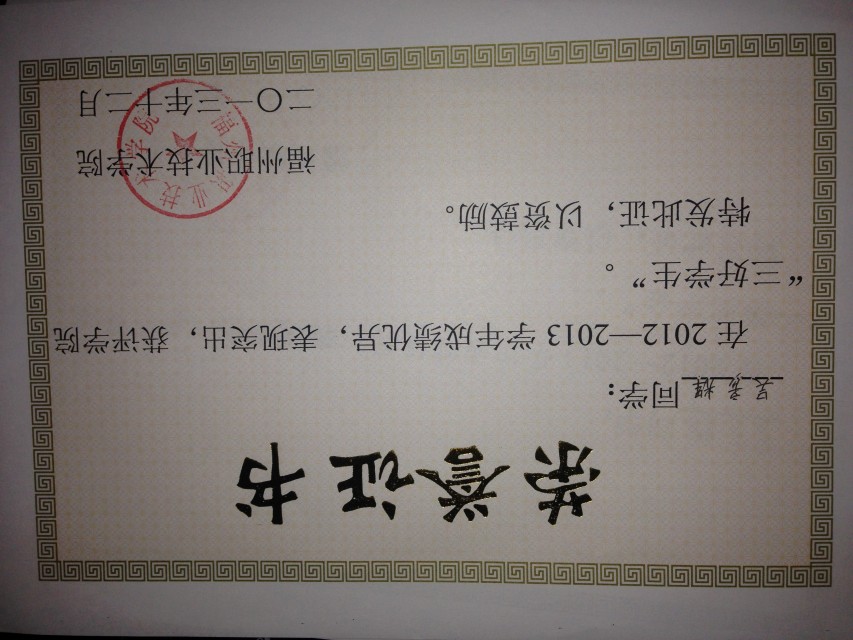 荣誉证书
吴彦辉同学：
在 2012—2013 学年成绩优异，表现突出，获评学院
“三好学生”。
特发此证，以资鼓励。
福州职业技术学院
二〇一三年十二月
福州职业技术学院